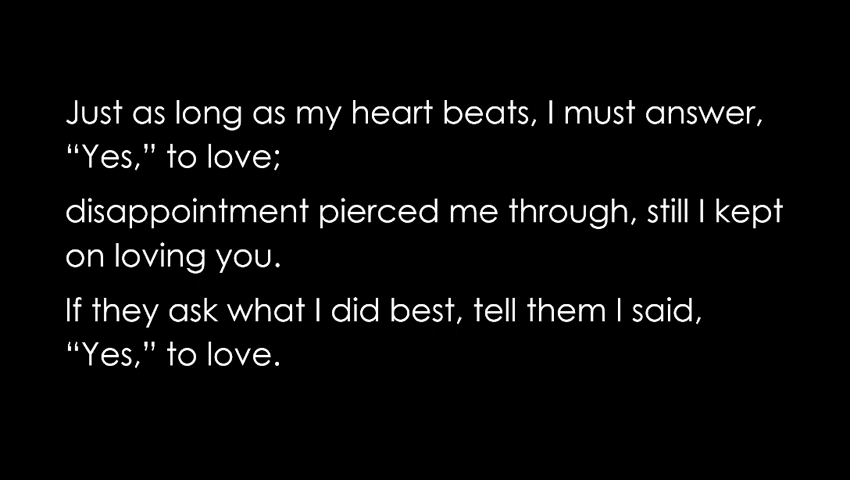 Just as long as my heart beats, I must answer,
“Yes,” to love;
disappointment pierced me through, still I kept
on loving you.
If they ask what I did best, tell them I said,
“Yes,” to love.